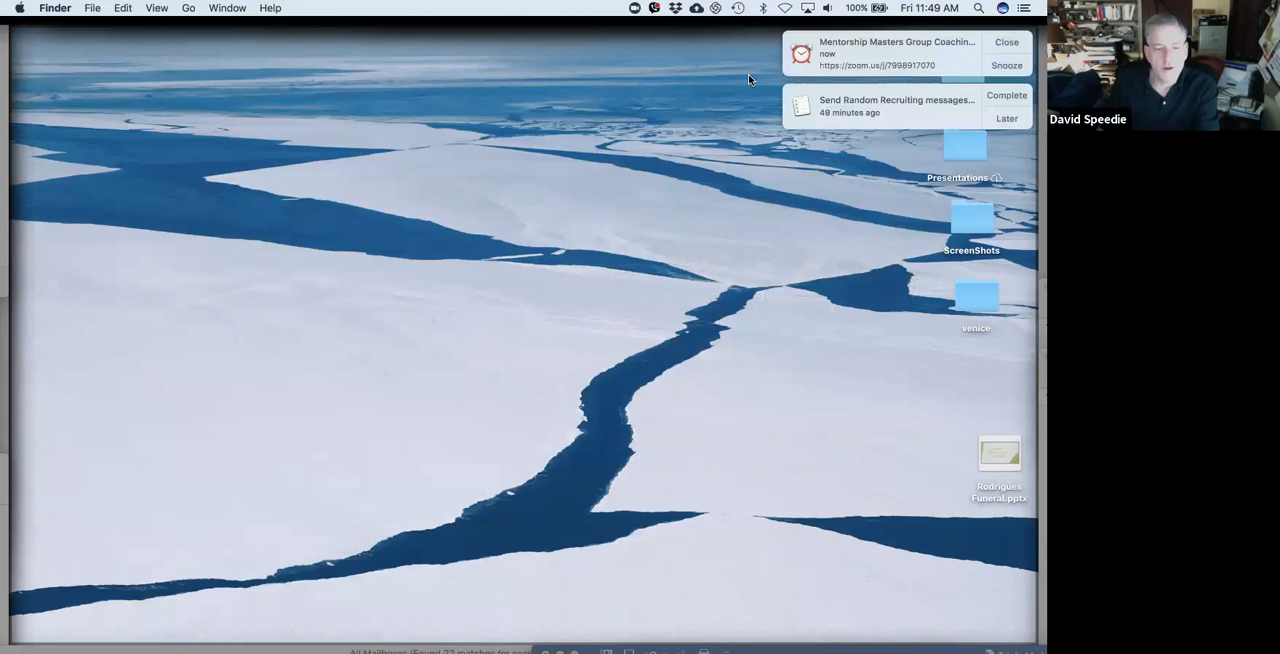 Finder File Edit View Go Window Help 100% Fri 11:49 AM
Mentorship Masters Group Coachin...
now
https://zoom.us/j/7998917070
Close
Snooze
Send Random Recruiting messages...
49 minutes ago
Complete
Later
David Speedie
Presentations
ScreenShots
venice
Rodrigues
Funeral.pptx